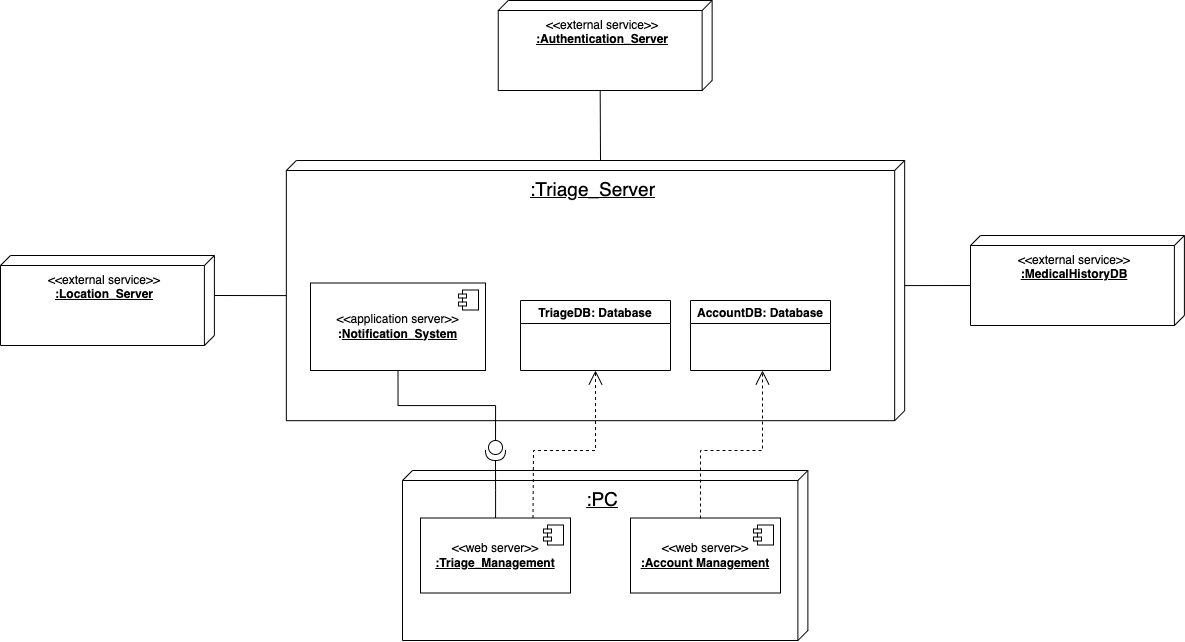 <<external service>>
:Authentication_Server
:Triage_Server
<<external service>>
:Location_Server
<<external service>>
:MedicalHistoryDB
<<application server>>
:Notification_System
TriageDB: Database
AccountDB: Database
:PC
<<web server>>
:Triage_Management
<<web server>>
:Account Management